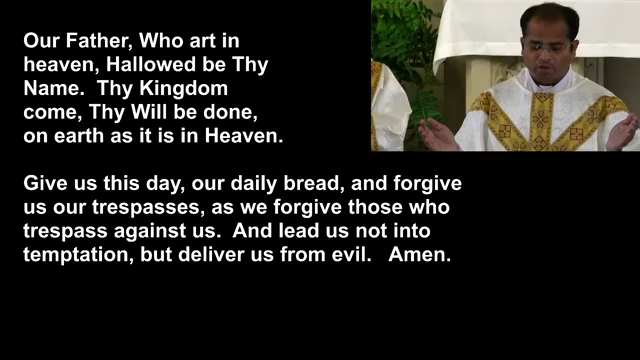 Our Father, Who art in
heaven, Hallowed be Thy
Name.  Thy Kingdom
come, Thy Will be done,
on earth as it is in Heaven.
Give us this day, our daily bread, and forgive
us our trespasses, as we forgive those who
trespass against us.  And lead us not into
temptation, but deliver us from evil.   Amen.